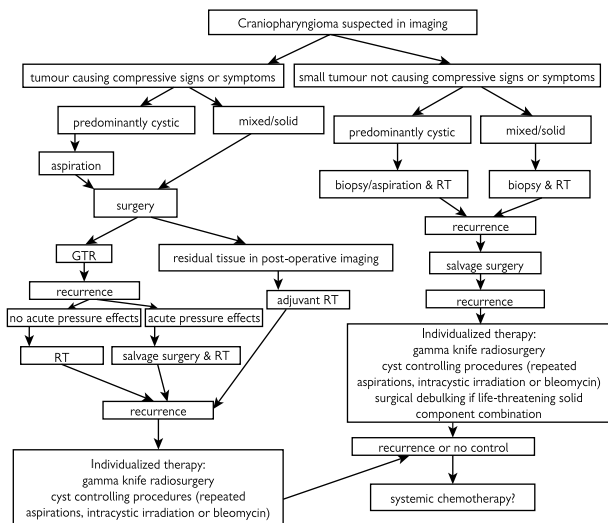 Craniopharyngioma suspected in imaging
tumour causing compressive signs or symptoms
small tumour not causing compressive signs or symptoms
predominantly cystic
mixed/solid
predominantly cystic
mixed/solid
aspiration
biopsy/aspiration & RT
biopsy & RT
surgery
recurrence
GTR
residual tissue in post-operative imaging
salvage surgery
recurrence
adjuvant RT
recurrence
no acute pressure effects
acute pressure effects
RT
salvage surgery & RT
Individualized therapy:
gamma knife radiosurgery
cyst controlling procedures (repeated
aspirations, intracystic irradiation or bleomycin)
surgical debulking if life-threatening solid
component combination
recurrence
recurrence or no control
Individualized therapy:
gamma knife radiosurgery
cyst controlling procedures (repeated
aspirations, intracystic irradiation or bleomycin)
systemic chemotherapy?